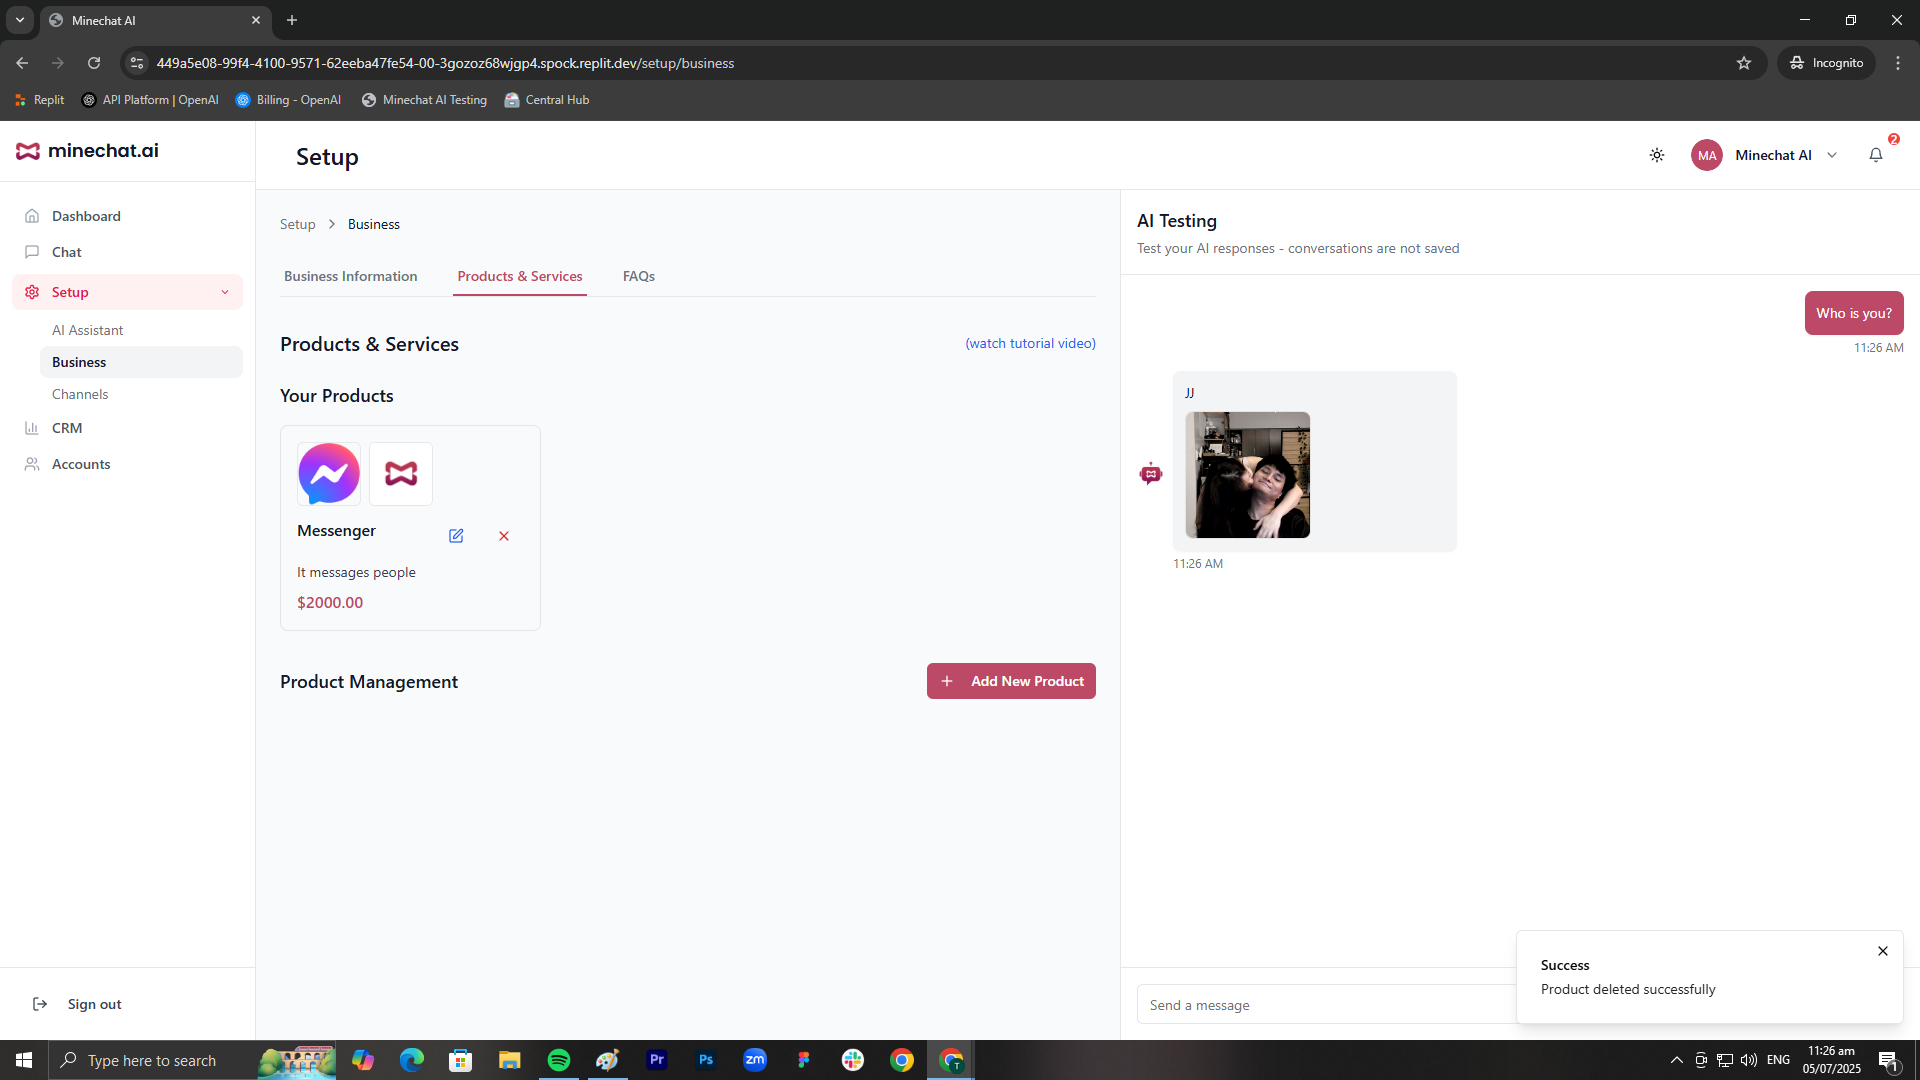 Minechat AI
449a5e08-99f4-4100-9571-62eeba47fe54-00-3gozoz68wjgp4.spock.replit.dev/setup/business
Incognito
Replit
API Platform | OpenAI
Billing - OpenAI
Minechat AI Testing
Central Hub
minechat.ai
Setup
MA
Minechat AI
2
Dashboard
Chat
Setup
AI Assistant
Business
Channels
CRM
Accounts
Sign out
Setup > Business
Business Information
Products & Services
FAQs
Products & Services
(watch tutorial video)
Your Products
Messenger
It messages people
$2000.00
Product Management
+ Add New Product
AI Testing
Test your AI responses - conversations are not saved
Who is you?
11:26 AM
JJ
11:26 AM
Send a message
Success
Product deleted successfully
Type here to search
Pr
Ps
zm
T
ENG
11:26 am
05/07/2025
1